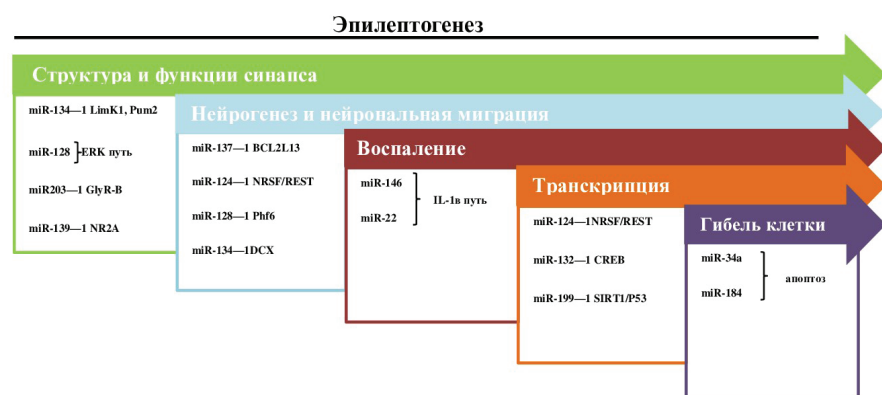 Эпилептогенез
Структура и функции синапса
miR-134—1 LimK1, Pum2
miR-128 ERK путь
miR203—1 GlyR-B
miR-139—1 NR2A
Нейрогенез и нейрональная миграция
miR-137—1 BCL2L13
miR-124—1 NRSF/REST
miR-128—1 Phf6
miR-134—1DCX
Воспаление
miR-146
IL-1в путь
miR-22
Транскрипция
miR-124—1NRSF/REST
miR-132—1 CREB
miR-199—1 SIRT1/P53
Гибель клетки
miR-34a
апоптоз
miR-184